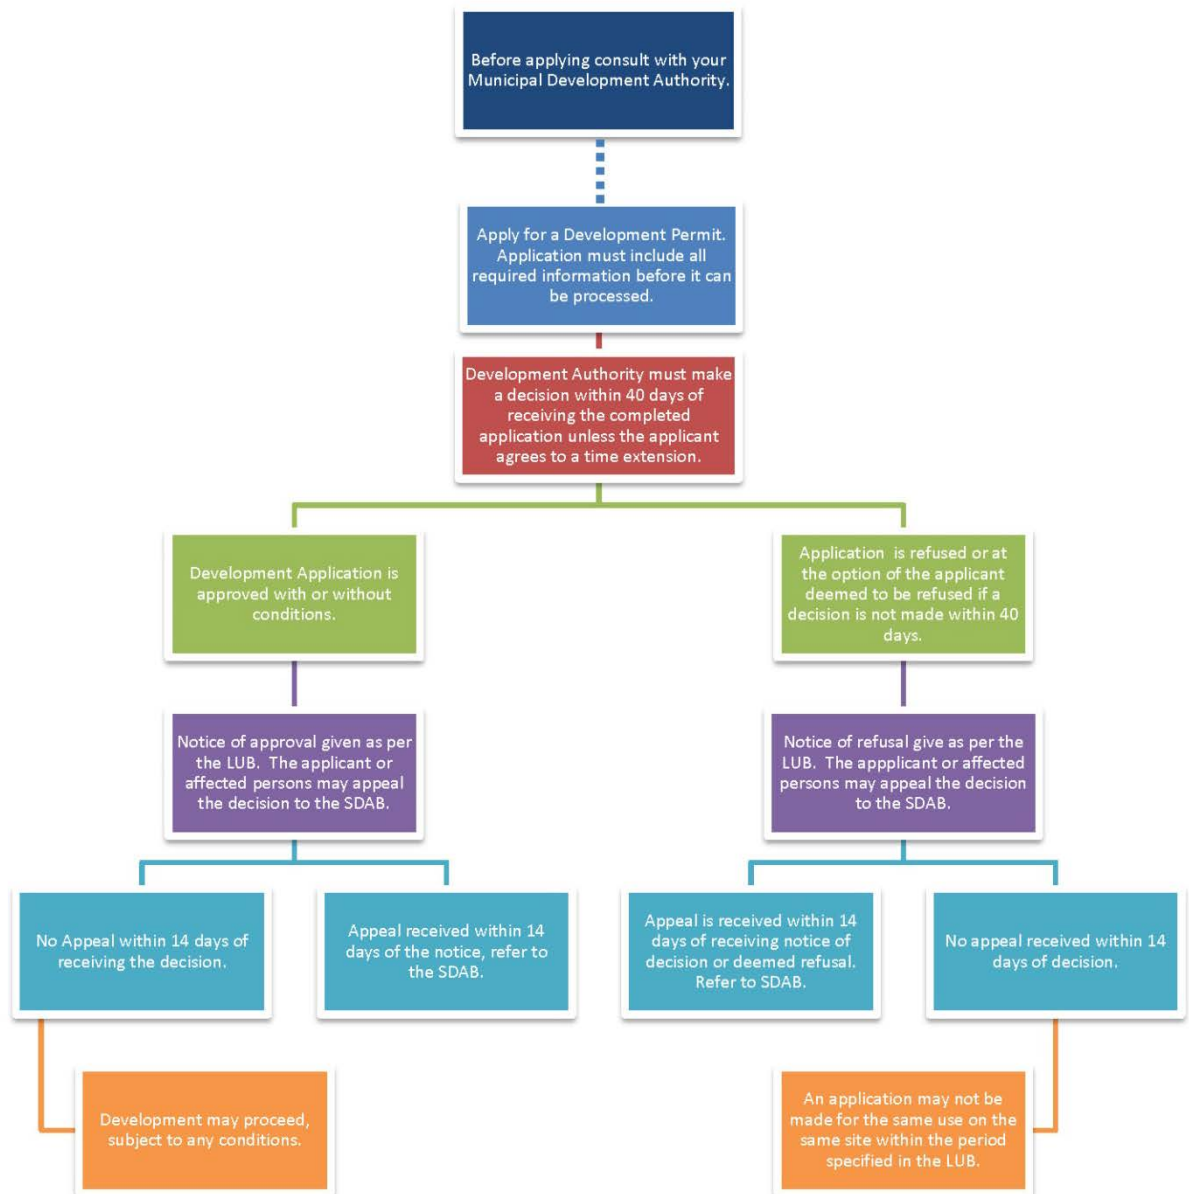 Before applying consult with your
Municipal Development Authority.
Apply for a Development Permit.
Application must include all
required information before it can
be processed.
Development Authority must make
a decision within 40 days of
receiving the completed
application unless the applicant
agrees to a time extension.
Development Application is
approved with or without
conditions.
Application is refused or at
the option of the applicant
deemed to be refused if a
decision is not made within 40
days.
Notice of approval given as per
the LUB. The applicant or
affected persons may appeal
the decision to the SDAB.
Notice of refusal give as per the
LUB. The appplicant or affected
persons may appeal the decision
to the SDAB.
No Appeal within 14 days of
receiving the decision.
Appeal received within 14
days of the notice, refer to
the SDAB.
Appeal is received within 14
days of receiving notice of
decision or deemed refusal.
Refer to SDAB.
No appeal received within 14
days of decision.
Development may proceed,
subject to any conditions.
An application may not be
made for the same use on the
same site within the period
specified in the LUB.